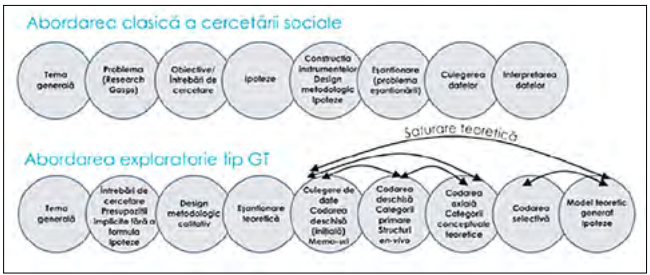 Abordarea clasică a cercetării sociale
Tema
generală
Problema
(Research
Gasps)
Obiective/
Întrebări de
cercetare
Ipoteze
Constructia
instrumentelor
Design
metodologic
Ipoteze
Eșantionare
(problema
eșantionării)
Culegerea
datelor
Interpretarea
datelor
Saturare teoretică
Abordarea exploratorie tip GT
Tema
generală
Întrebări de
cercetare
Presupozitii
implicite fără a
formula
ipoteze
Design
metodologic
calitativ
Eșantionare
teoretică
Culegere de
date
Codarea
deschisă
(inițială)
Memo-uri
Codarea
deschisă
Categorii
primare
Structuri
en-vivo
Codarea
axială
Categorii
conceptuale
teoretice
Codarea
selectivă
Model teoretic
generat
Ipoteze